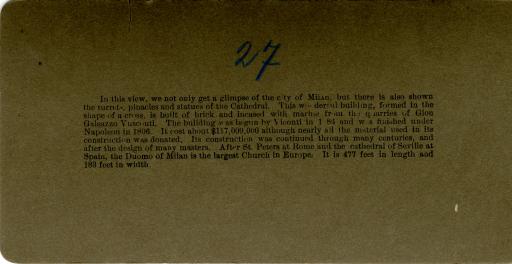 27
In this view, we not only get a glimpse of the city of Milan, but there is also shown
the turrets, pinacles and statues of the Cathedral. This wonderful building, formed in the
shape of a cross, is built of brick and incased with marble from the quarries of Gion
Galeazzo Visconti. The building was begun by Viconti in 1 84 and was finished under
Napoleon in 1806. It cost about $117,000,000 although nearly all the material used in its
construction was donated. Its construction was continued through many centuries, and
after the design of many masters. After St. Peters at Rome and the cathedral of Seville at
Spain, the Duomo of Milan is the largest Church in Europe. It is 477 feet in length and
183 feet in width.